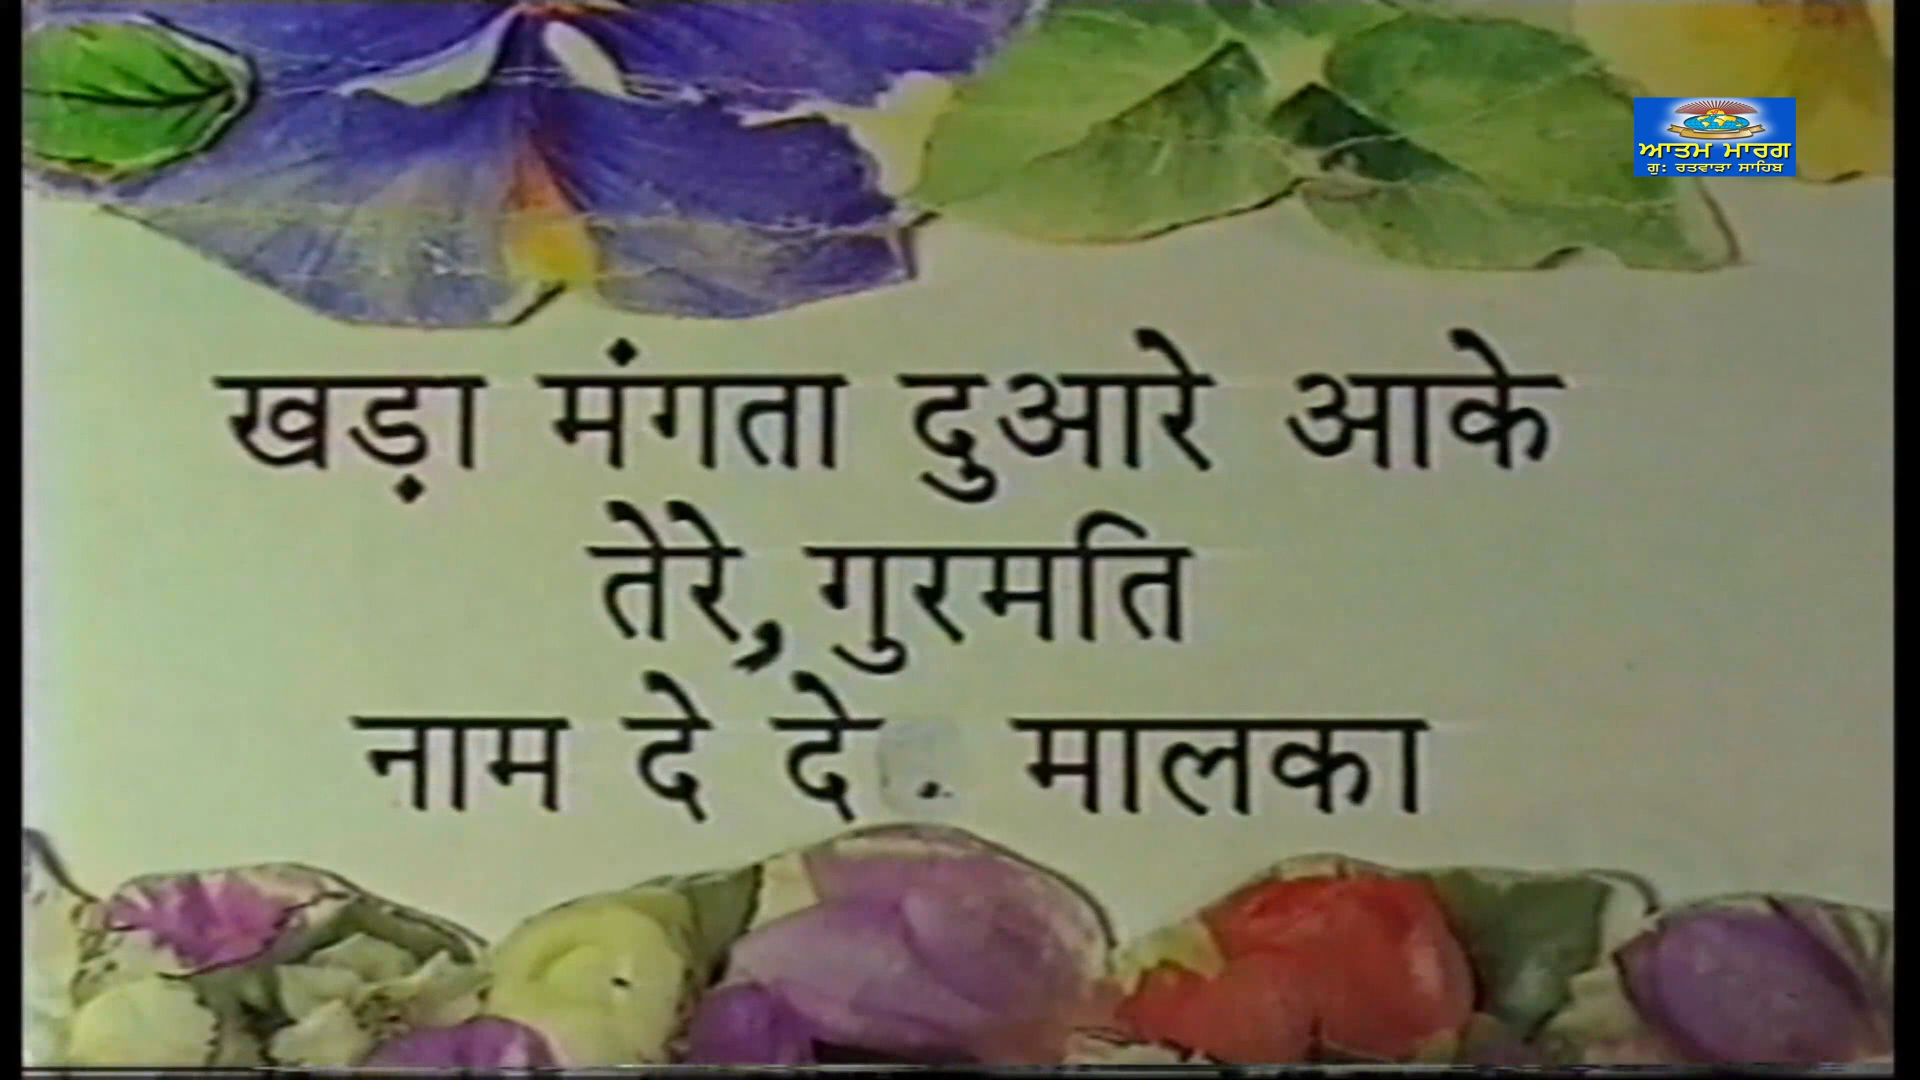 ਆਤਮ ਮਾਰਗ
ਗੁ: ਰਤਵਾੜਾ ਸਾਹਿਬ
खड़ा मंगता दुआरे आके
तेरे, गुरमति
नाम दे दे . मालका